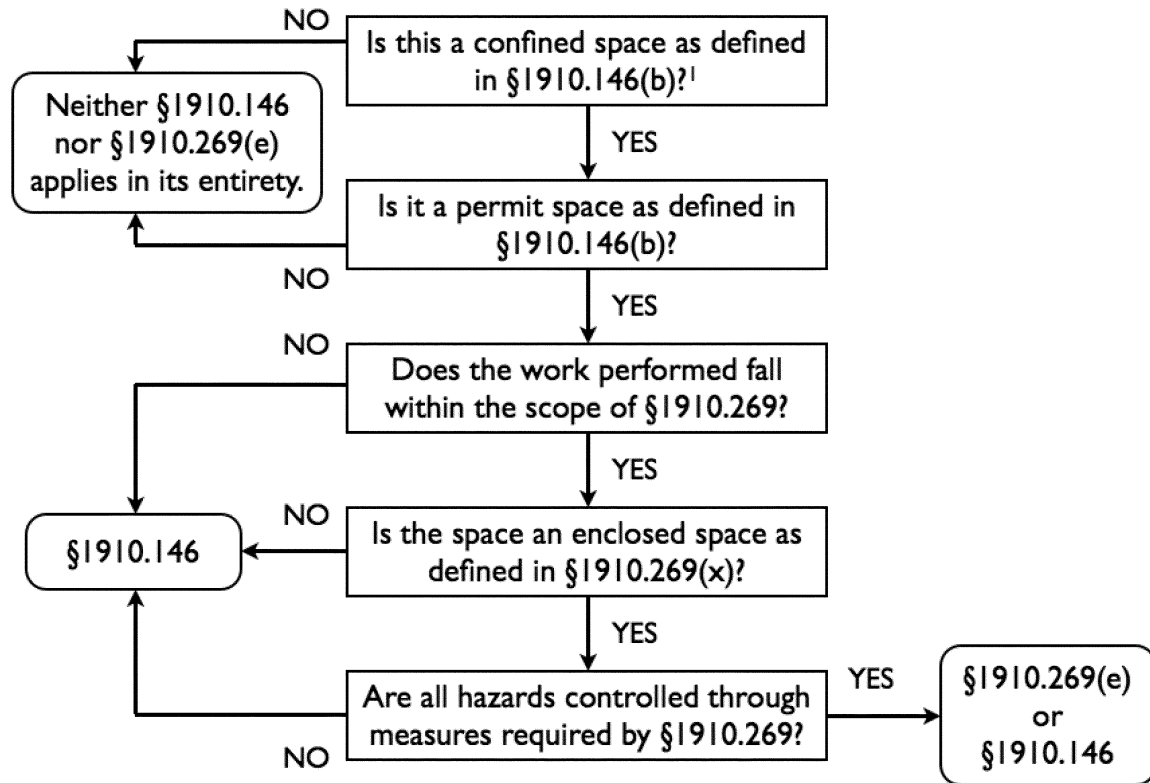 NO
Is this a confined space as defined
in §1910.146(b)?¹
Neither §1910.146
nor §1910.269(e)
applies in its entirety.
YES
Is it a permit space as defined in
§1910.146(b)?
NO
YES
NO
Does the work performed fall
within the scope of §1910.269?
YES
NO
Is the space an enclosed space as
defined in §1910.269(x)?
§1910.146
YES
Are all hazards controlled through
measures required by §1910.269?
NO
YES
§1910.269(e)
or
§1910.146